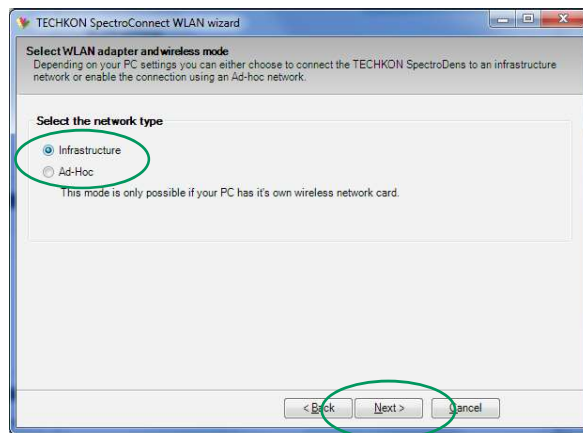 TECHKON SpectroConnect WLAN wizard
Select WLAN adapter and wireless mode
Depending on your PC settings you can either choose to connect the TECHKON SpectroDens to an infrastructure
network or enable the connection using an Ad-hoc network.
Select the network type
Infrastructure
Ad-Hoc
This mode is only possible if your PC has it's own wireless network card.
< Back Next > Cancel